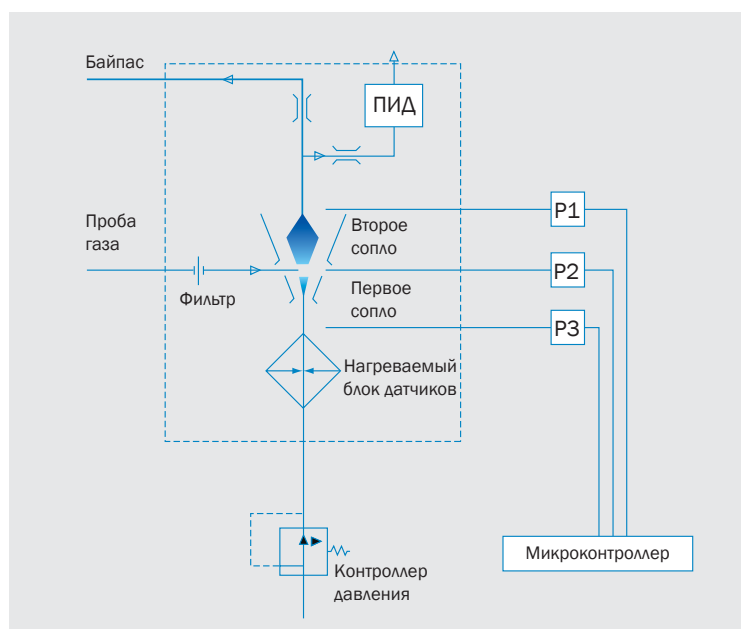 Байпас
ПИД
Проба
газа
Фильтр
Второе
сопло
Первое
сопло
P1
P2
P3
Нагреваемый
блок датчиков
Контроллер
давления
Микроконтроллер